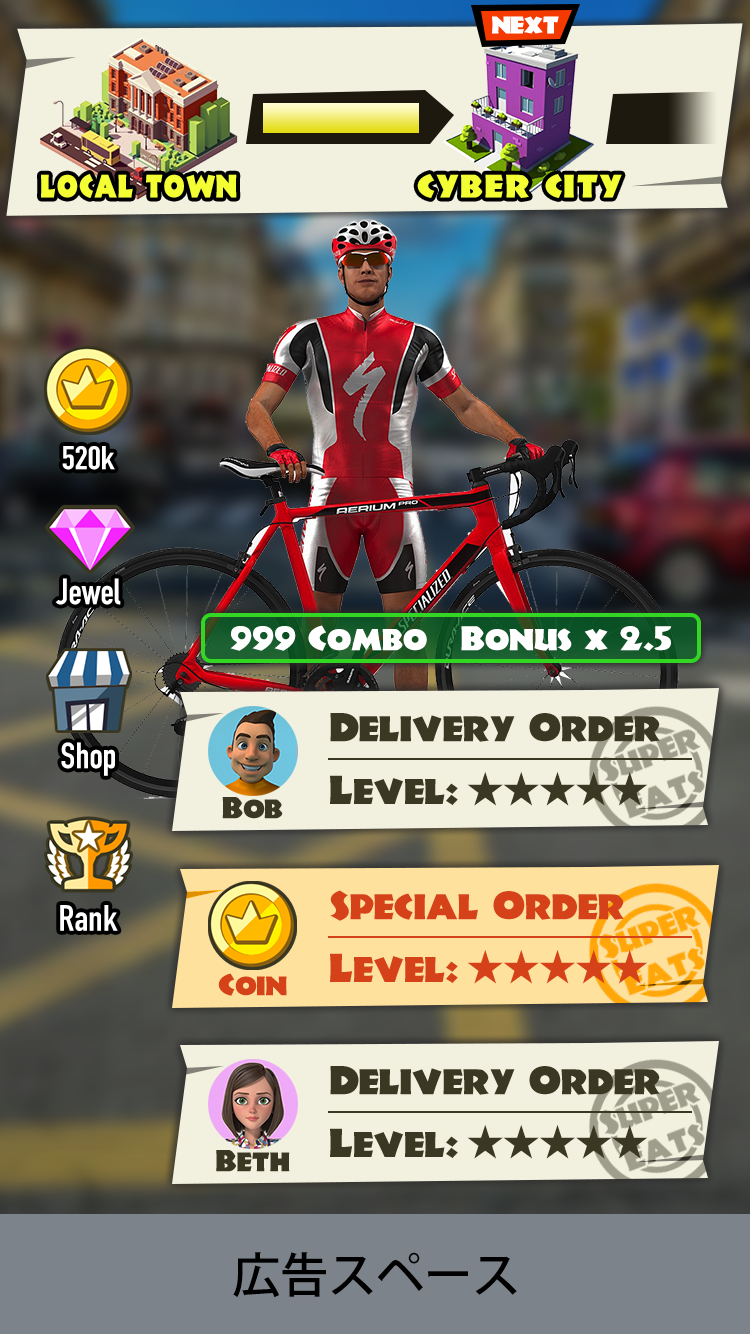 NEXT
LOCAL TOWN
CYBER CITY
520k
Jewel
Shop
Rank
SPECIALIZED
AERIUM PRO
SPECIALIZED
999 COMBO BONUS x 2.5
DELIVERY ORDER
LEVEL: ★★★★★
BOB
SUPER EATS
SPECIAL ORDER
LEVEL: ★★★★★
COIN
SUPER EATS
DELIVERY ORDER
LEVEL: ★★★★★
BETH
SUPER EATS
広告スペース